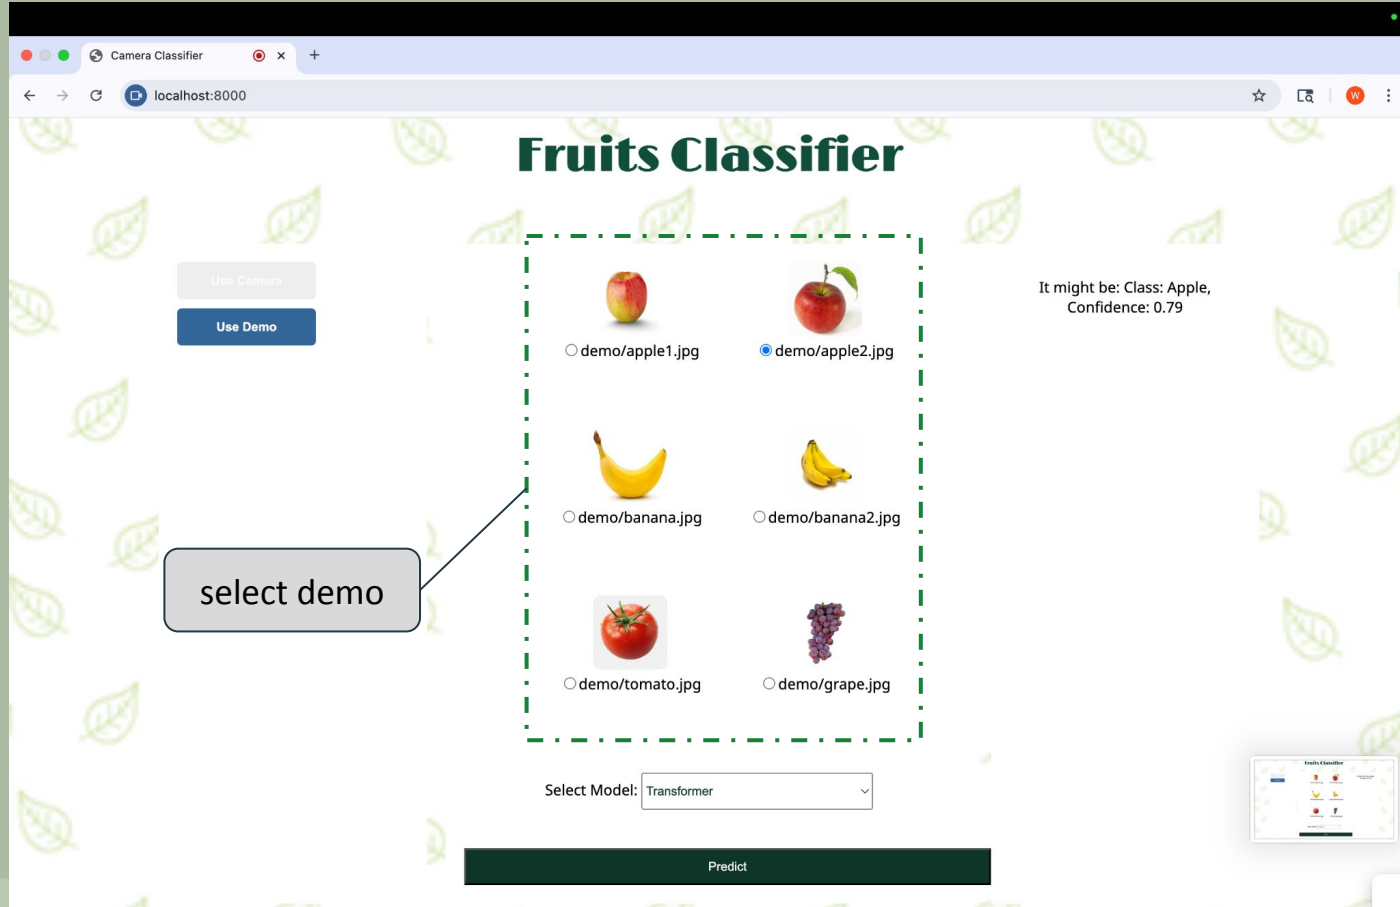 Camera Classifier
localhost:8000
W
Fruits Classifier
Use Camera
Use Demo
demo/apple1.jpg
demo/apple2.jpg
It might be: Class: Apple,
Confidence: 0.79
demo/banana.jpg
demo/banana2.jpg
select demo
demo/tomato.jpg
demo/grape.jpg
Select Model: Transformer
Predict
Fruits Classifier